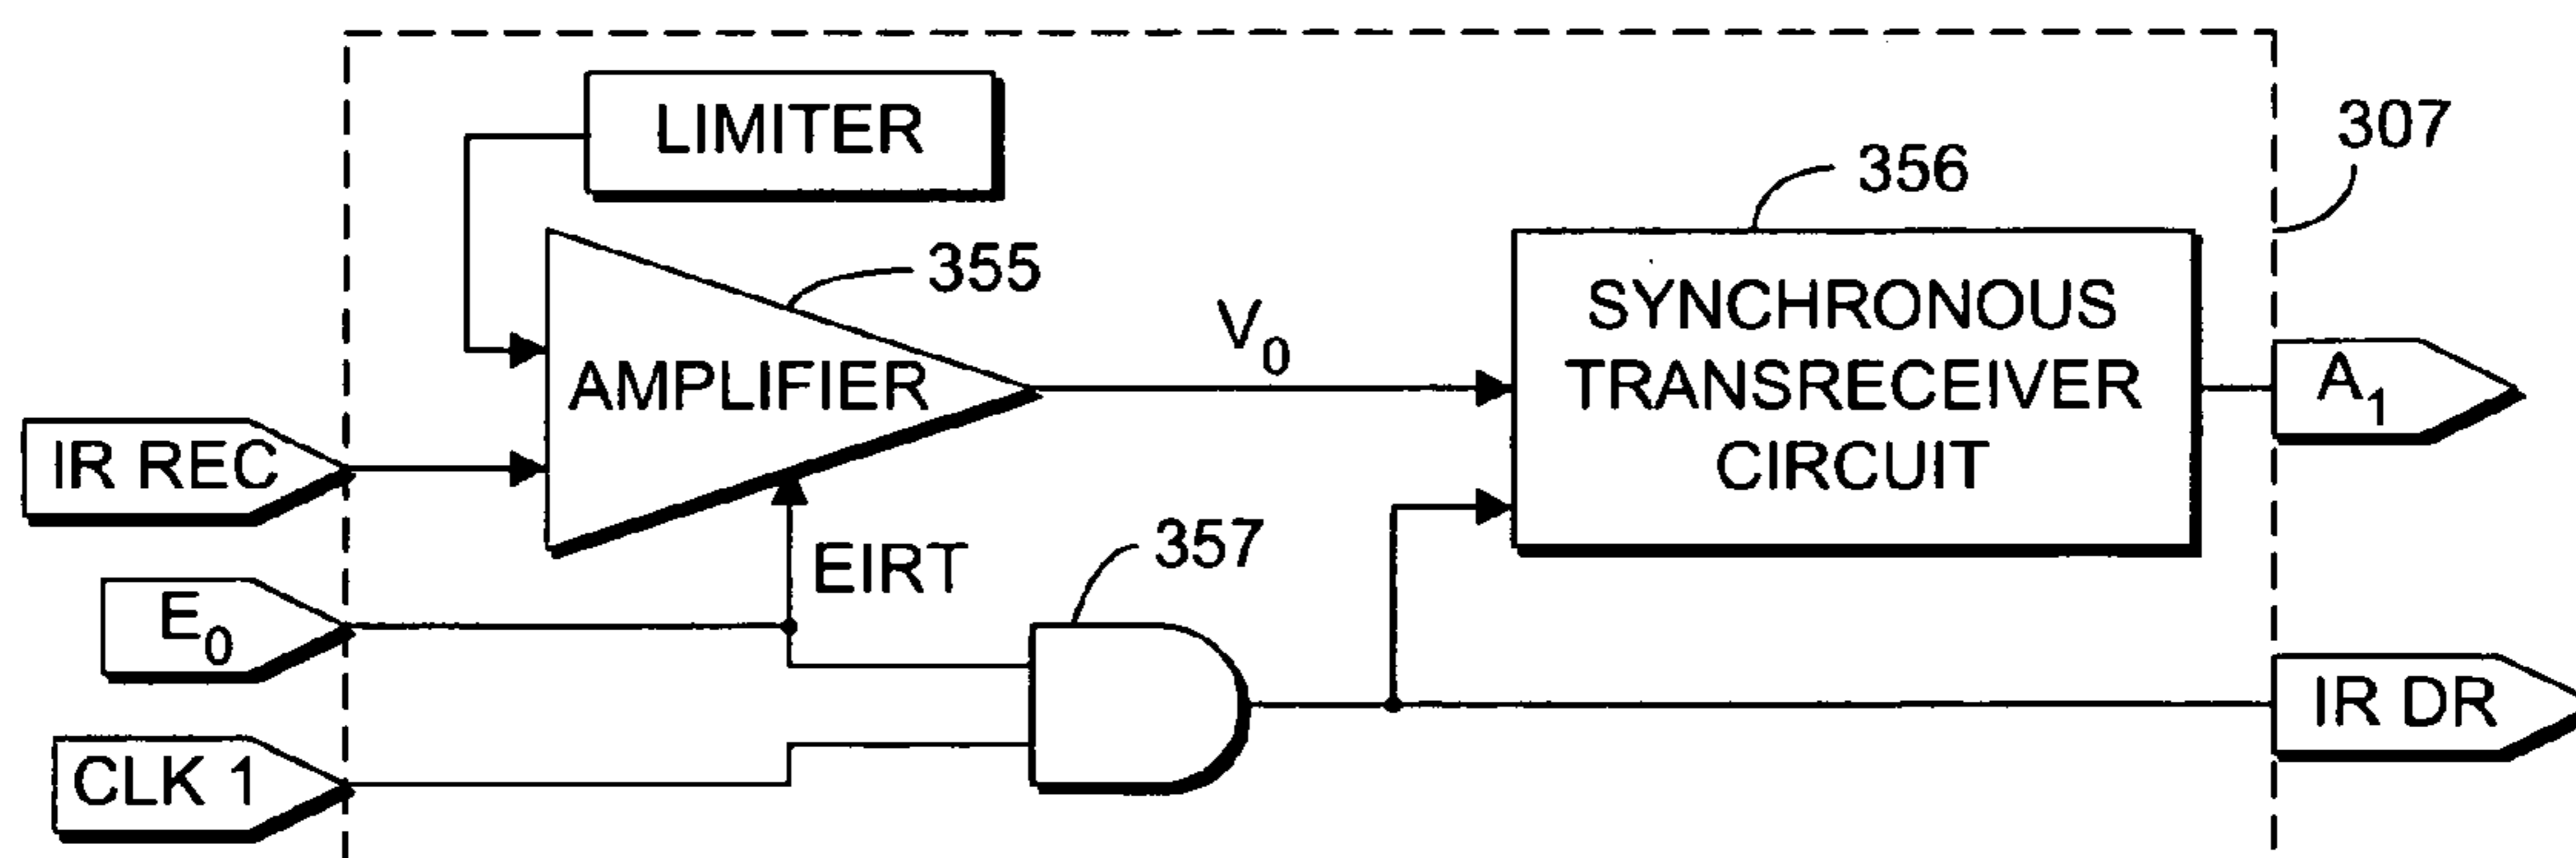 LIMITER
307
356
355
SYNCHRONOUS
TRANSRECEIVER
CIRCUIT
V0
AMPLIFIER
A1
IR REC
EIRT
357
E0
IR DR
CLK 1